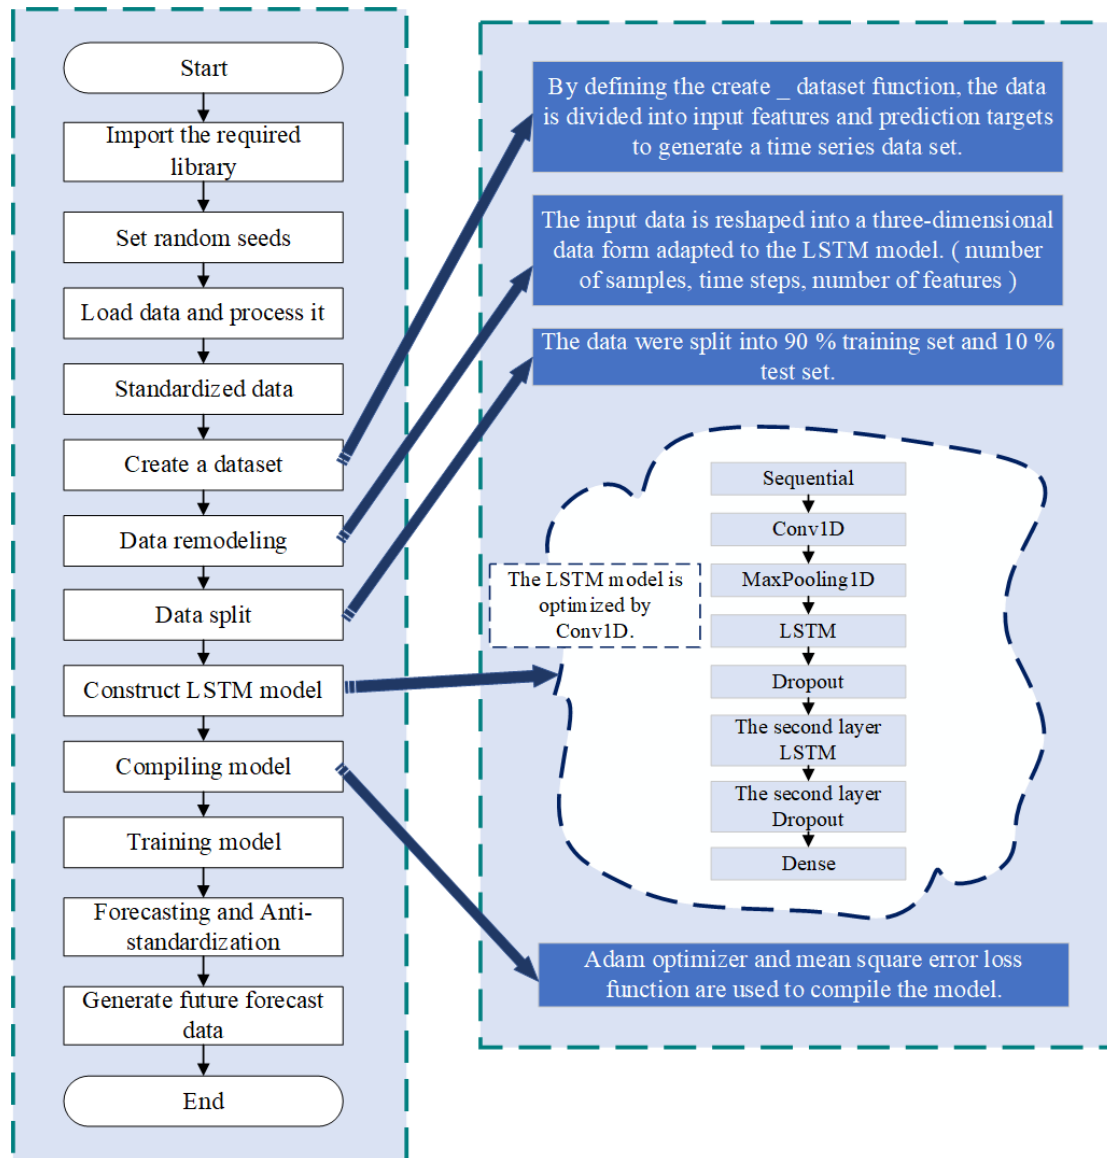 Start
Import the required
library
Set random seeds
Load data and process it
Standardized data
Create a dataset
Data remodeling
Data split
Construct LSTM model
Compiling model
Training model
Forecasting and Anti-
standardization
Generate future forecast
data
End
By defining the create _ dataset function, the data
is divided into input features and prediction targets
to generate a time series data set.
The input data is reshaped into a three-dimensional
data form adapted to the LSTM model. ( number
of samples, time steps, number of features )
The data were split into 90 % training set and 10 %
test set.
The LSTM model is
optimized by
Conv1D.
Sequential
Conv1D
MaxPooling1D
LSTM
Dropout
The second layer
LSTM
The second layer
Dropout
Dense
Adam optimizer and mean square error loss
function are used to compile the model.